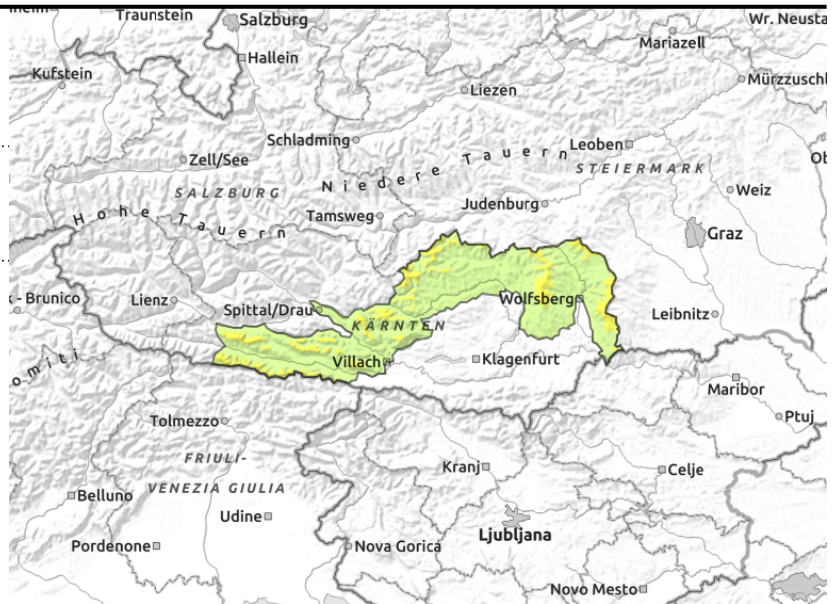 Traunstein
Salzburg
Wr. Neusta
Mariazell
Hallein
Kufstein
Mürzzuschl
Liezen
Schladming
Leoben
Ob
Zell/See
Niedere Tauern
STEIERMARK
SALZBURG
Weiz
Tamsweg
Judenburg
Hohe Tauern
Graz
k - Brunico
Lienz
Wolfsberg
Spittal/Drau
Leibnitz
KÄRNTEN
omiti
Villach
Klagenfurt
Maribor
Tolmezzo
Ptuj
FRIULI-
VENEZIA GIULIA
Kranj
Celje
Belluno
Udine
Ljubljana
Pordenone
Nova Gorica
Novo Mesto